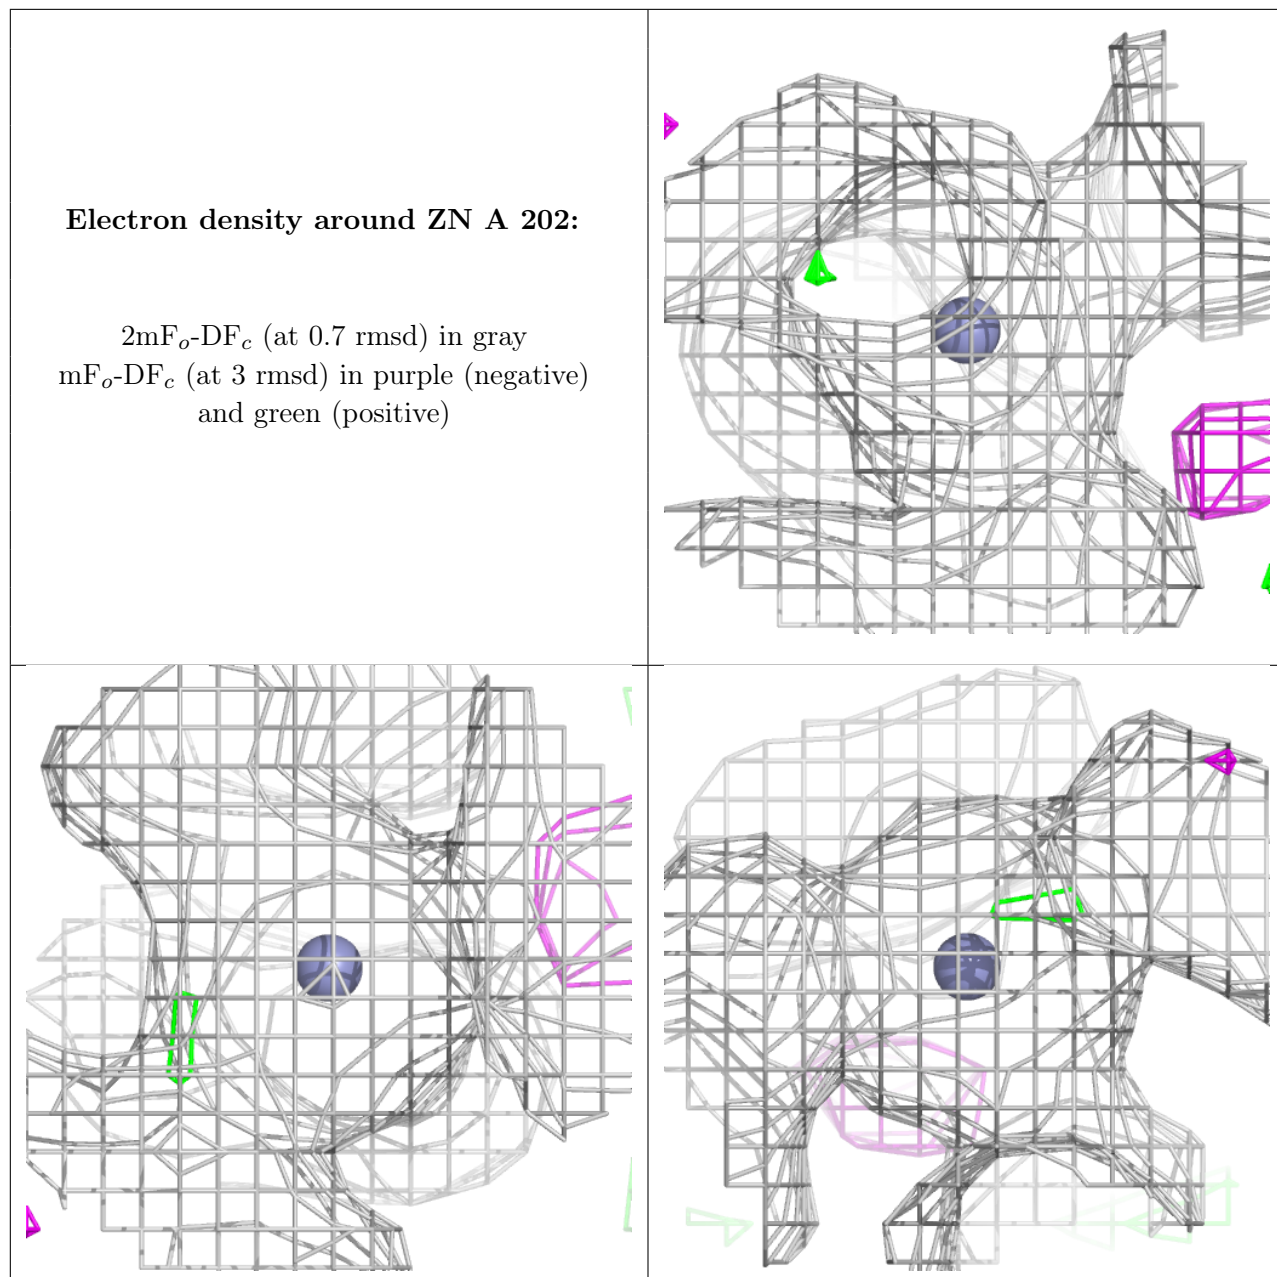 Electron density around ZN A 202:
2mFo-DFc (at 0.7 rmsd) in gray
mFo-DFc (at 3 rmsd) in purple (negative)
and green (positive)